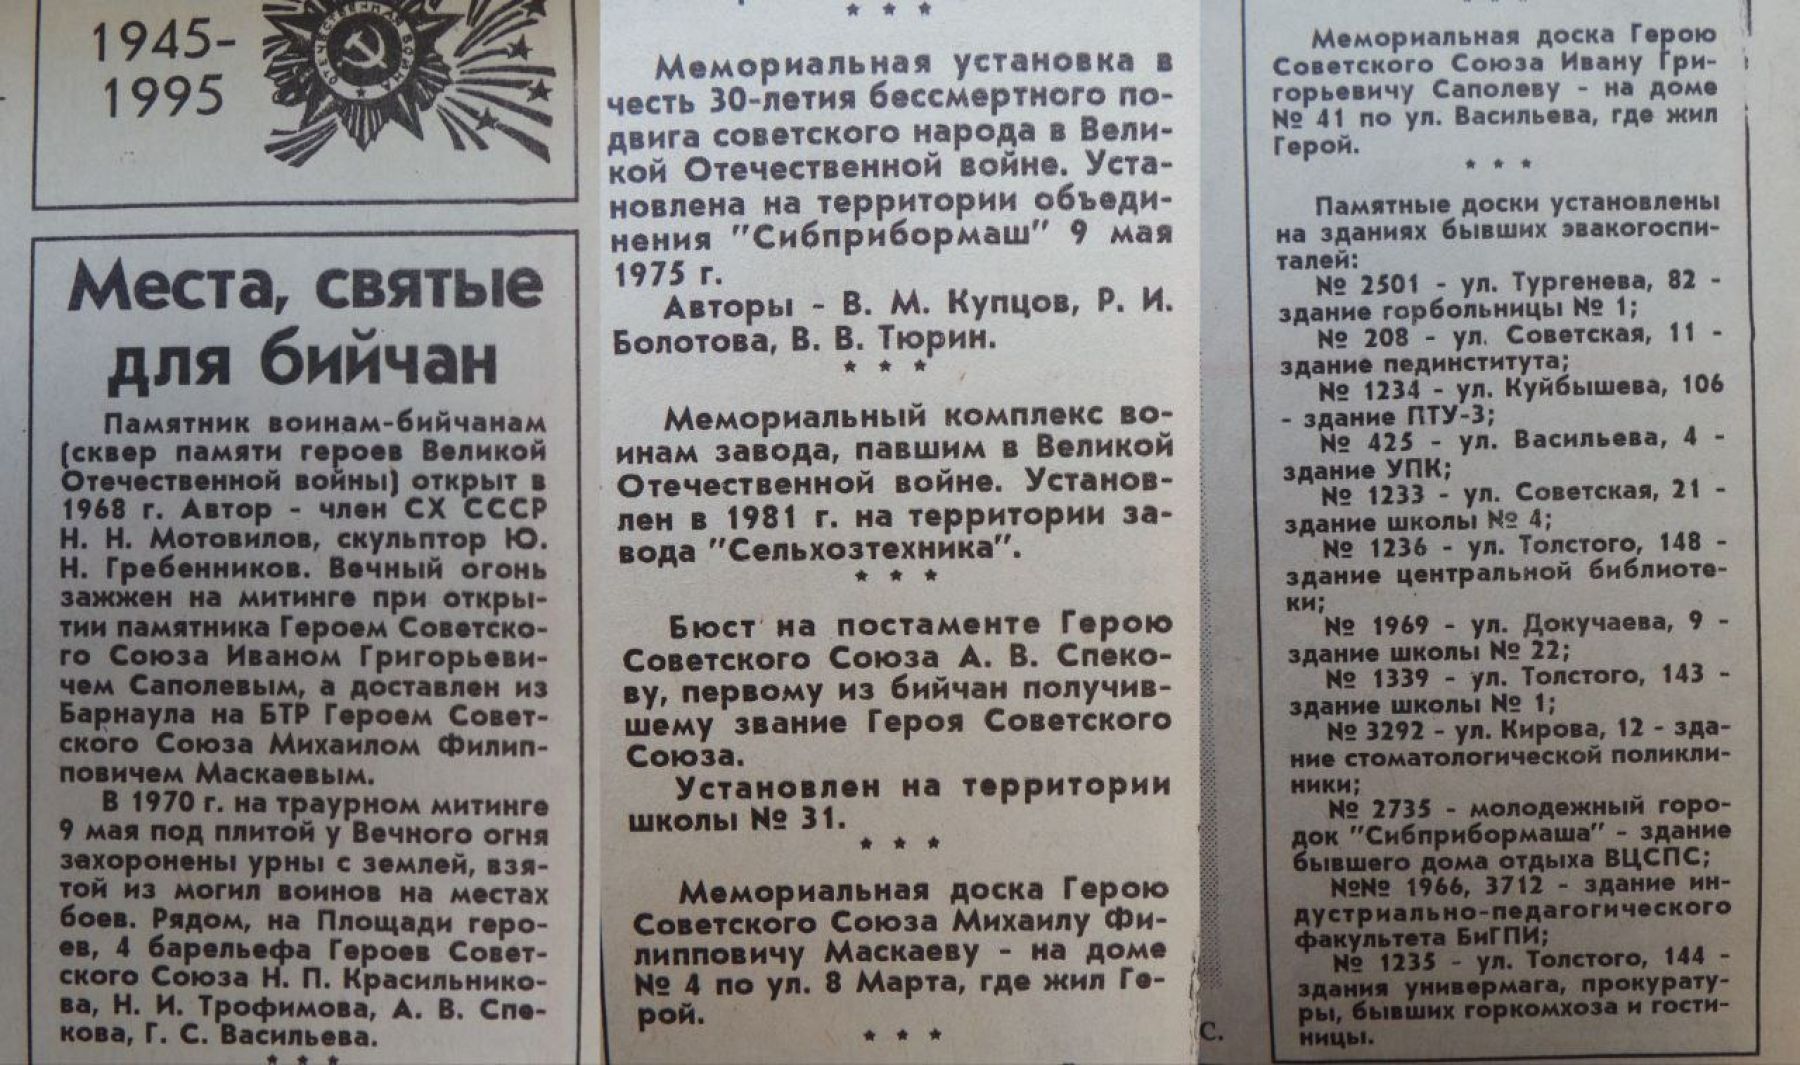 1945-
1995
ОТЕЧЕСТВЕННАЯ ВОЙНА
Места, святые
для бийчан
Памятник воинам-бийчанам
(сквер памяти героев Великой
Отечественной войны) открыт в
1968 г. Автор - член СХ СССР
Н. Н. Мотовилов, скульптор Ю.
Н. Гребенников. Вечный огонь
зажжен на митинге при откры-
тии памятника Героем Советско-
го Союза Иваном Григорьеви-
чем Саполевым, а доставлен из
Барнаула на БТР Героем Совет-
ского Союза Михаилом Филип-
повичем Маскаевым.
В 1970 г. на траурном митинге
9 мая под плитой у Вечного огня
захоронены урны с землей, взя-
той из могил воинов на местах
боев. Рядом, на Площади геро-
ев, 4 барельефа Героев Совет-
ского Союза Н. П. Красильнико-
ва, Н. И. Трофимова, А. В. Спе-
кова, Г. С. Васильева.
* * *
* * *
Мемориальная установка в
честь 30-летия бессмертного по-
двига советского народа в Вели-
кой Отечественной войне. Уста-
новлена на территории объеди-
нения "Сибприбормаш" 9 мая
1975 г.
Авторы - В. М. Купцов, Р. И.
Болотова, В. В. Тюрин.
* * *
Мемориальный комплекс во-
инам завода, павшим в Великой
Отечественной войне. Установ-
лен в 1981 г. на территории за-
вода "Сельхозтехника".
* * *
Бюст на постаменте Герою
Советского Союза А. В. Спеко-
ву, первому из бийчан получив-
шему звание Героя Советского
Союза.
Установлен на территории
школы № 31.
* * *
Мемориальная доска Герою
Советского Союза Михаилу Фи-
липповичу Маскаеву - на доме
№ 4 по ул. 8 Марта, где жил Ге-
рой.
* * *
С.
Мемориальная доска Герою
Советского Союза Ивану Гри-
горьевичу Саполеву - на доме
№ 41 по ул. Васильева, где жил
Герой.
* * *
Памятные доски установлены
на зданиях бывших эвакогоспи-
талей:
№ 2501 - ул. Тургенева, 82 -
здание горбольницы № 1;
№ 208 - ул. Советская, 11 -
здание пединститута;
№ 1234 - ул. Куйбышева, 106
- здание ПТУ-3;
№ 425 - ул. Васильева, 4 -
здание УПК;
№ 1233 - ул. Советская, 21 -
здание школы № 4;
№ 1236 - ул. Толстого, 148 -
здание центральной библиоте-
ки;
№ 1969 - ул. Докучаева, 9 -
здание школы № 22;
№ 1339 - ул. Толстого, 143 -
здание школы № 1;
№ 3292 - ул. Кирова, 12 - зда-
ние стоматологической поликли-
ники;
№ 2735 - молодежный горо-
док "Сибприбормаша" - здание
бывшего дома отдыха ВЦСПС;
№№ 1966, 3712 - здание ин-
дустриально-педагогического
факультета БиГПИ;
№ 1235 - ул. Толстого, 144 -
здания универмага, прокурату-
ры, бывших горкомхоза и гости-
ницы.